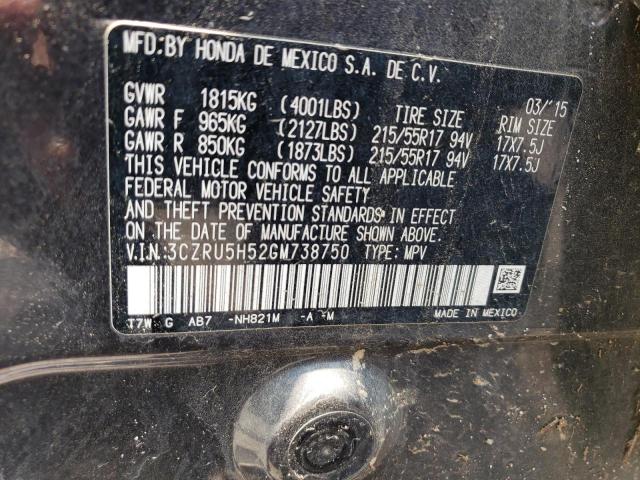 MFD. BY HONDA DE MEXICO S.A. DE C.V.
03/'15
GVWR 1815KG (4001LBS) TIRE SIZE RIM SIZE
GAWR F 965KG (2127LBS) 215/55R17 94V 17X7.5J
GAWR R 850KG (1873LBS) 215/55R17 94V 17X7.5J
THIS VEHICLE CONFORMS TO ALL APPLICABLE
FEDERAL MOTOR VEHICLE SAFETY
AND THEFT PREVENTION STANDARDS IN EFFECT
ON THE DATE OF MANUFACTURE SHOWN ABOVE.
V.I.N:3CZRU5H52GM738750 TYPE: MPV
T7W G AB7 -NH821M -A -M MADE IN MEXICO